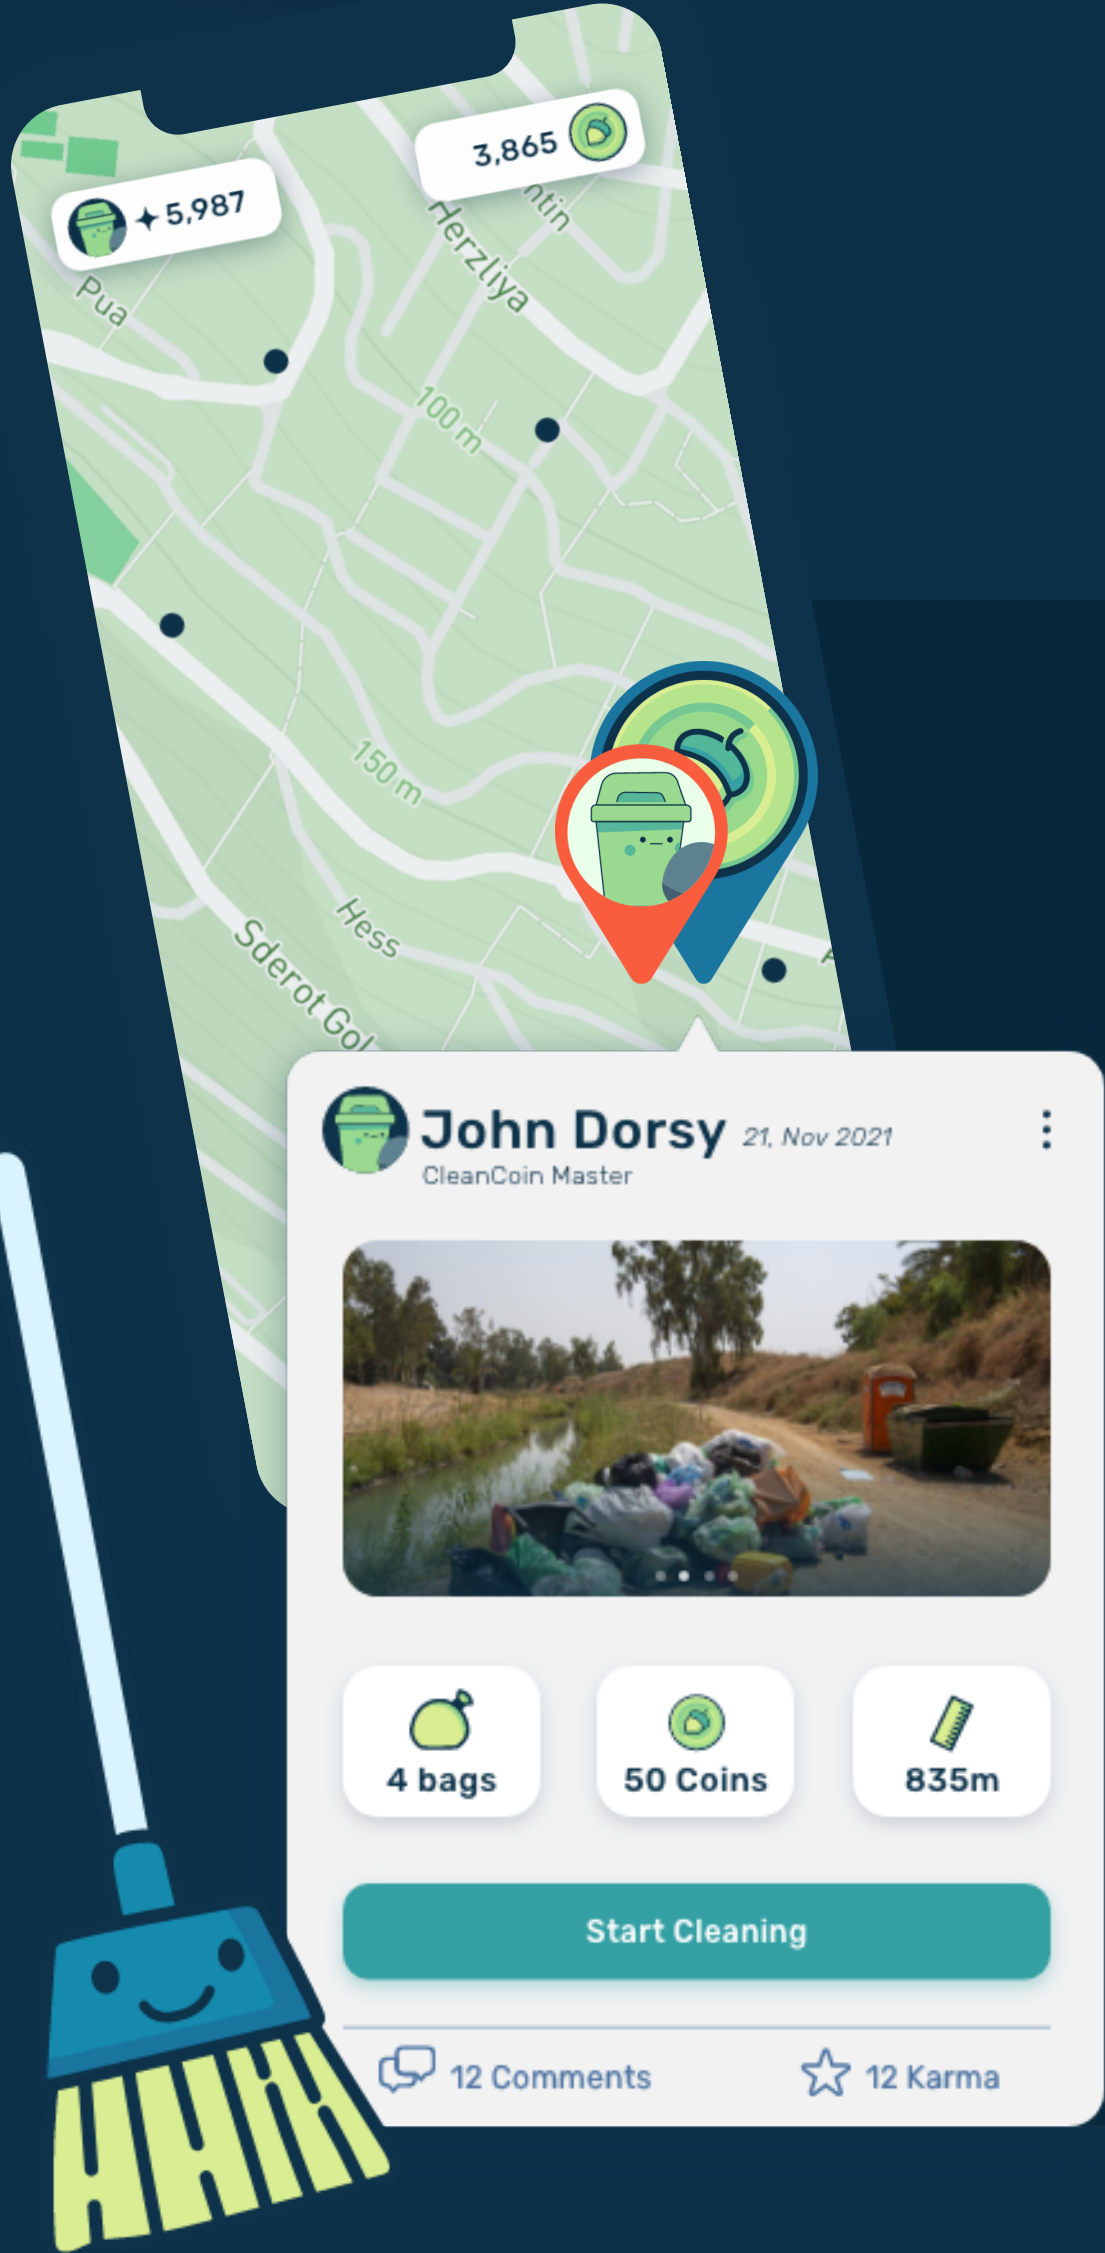 3,865
5,987
ntin
Herzliya
Pua
100 m
150 m
Hess
Sderot Gol
John Dorsy 21, Nov 2021
CleanCoin Master
4 bags
50 Coins
835m
Start Cleaning
12 Comments
12 Karma